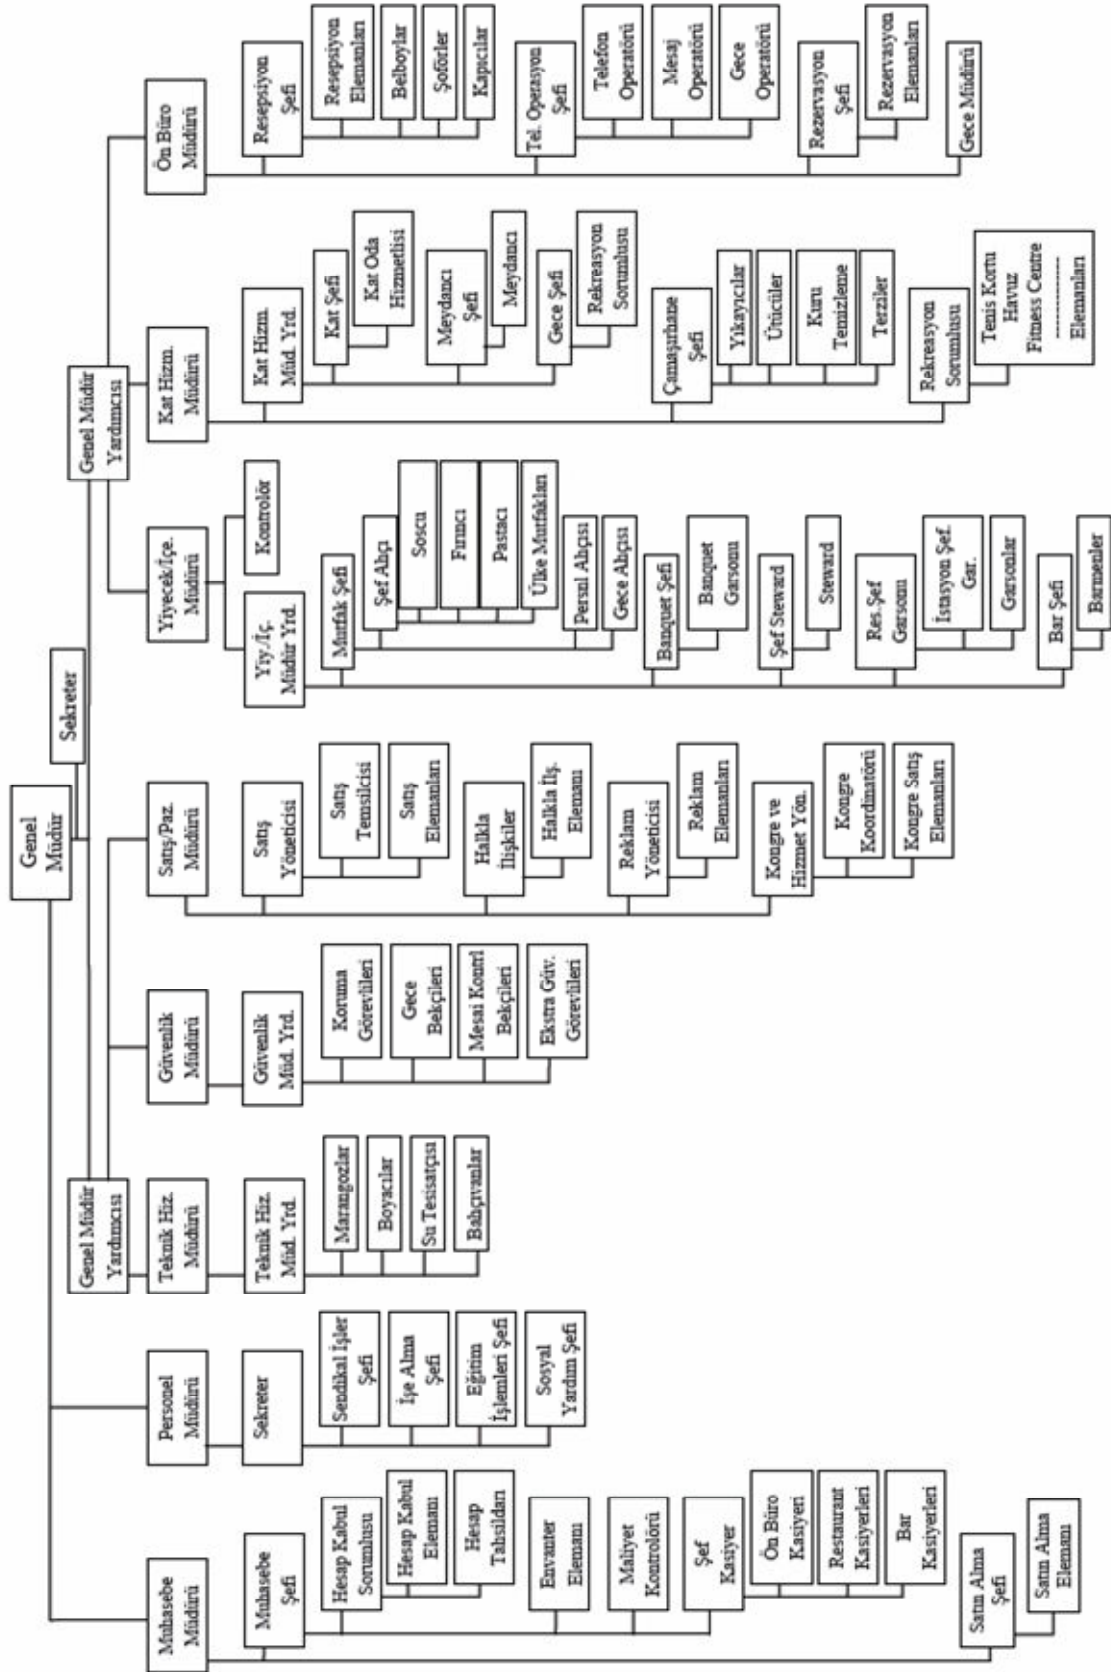 Genel
Müdür
Sekreter
Genel Müdür
Yardımcısı
Genel Müdür
Yardımcısı
Muhasebe
Müdürü
Muhasebe
Şefi
Hesap Kabul
Sorumlusu
Hesap Kabul
Elemanı
Hesap
Tahsildarı
Envanter
Elemanı
Maliyet
Kontrolörü
Şef
Kasiyer
Ön Büro
Kasiyeri
Restaurant
Kasiyerleri
Bar
Kasiyerleri
Satın Alma
Şefi
Satın Alma
Elemanı
Personel
Müdürü
Sekreter
Sendikal İşler
Şefi
İşe Alma
Şefi
Eğitim
İşlemleri Şefi
Sosyal
Yardım Şefi
Teknik Hiz.
Müdürü
Teknik Hiz.
Müd. Yrd.
Marangozlar
Boyacılar
Su Tesisatçısı
Bahçıvanlar
Güvenlik
Müdürü
Güvenlik
Müd. Yrd.
Koruma
Görevlileri
Gece
Bekçileri
Mesai Kontrl
Bekçileri
Ekstra Güv.
Görevlileri
Satış/Paz.
Müdürü
Satış
Yöneticisi
Satış
Temsilcisi
Satış
Elemanları
Halkla
İlişkiler
Halkla İlş.
Elemanı
Reklam
Yöneticisi
Reklam
Elemanları
Kongre ve
Hizmet Yön.
Kongre
Koordinatörü
Kongre Satış
Elemanları
Yiyecek/İçe.
Müdürü
Yiy./İç.
Müdür Yrd.
Kontrolör
Mutfak Şefi
Şef Ahçı
Soscu
Fırıncı
Pastacı
Ülke Mutfakları
Persnl Ahçısı
Gece Ahçısı
Banquet Şefi
Banquet
Garsonu
Şef Steward
Steward
Res.Şef
Garsonu
İstasyon Şef.
Gar.
Garsonlar
Bar Şefi
Barmenler
Kat Hizm.
Müdürü
Kat Hizm.
Müd. Yrd.
Kat Şefi
Kat Oda
Hizmetlisi
Meydancı
Şefi
Meydancı
Gece Şefi
Rekreasyon
Sorumlusu
Çamaşırhane
Şefi
Yıkayıcılar
Ütücüler
Kuru
Temizleme
Terziler
Rekreasyon
Sorumlusu
Tenis Kortu
Havuz
Fitness Centre
--------------
Elemanları
Ön Büro
Müdürü
Resepsiyon
Şefi
Resepsiyon
Elemanları
Belboylar
Şoförler
Kapıcılar
Tel. Operasyon
Şefi
Telefon
Operatörü
Mesaj
Operatörü
Gece
Operatörü
Rezervasyon
Şefi
Rezervasyon
Elemanları
Gece Müdürü